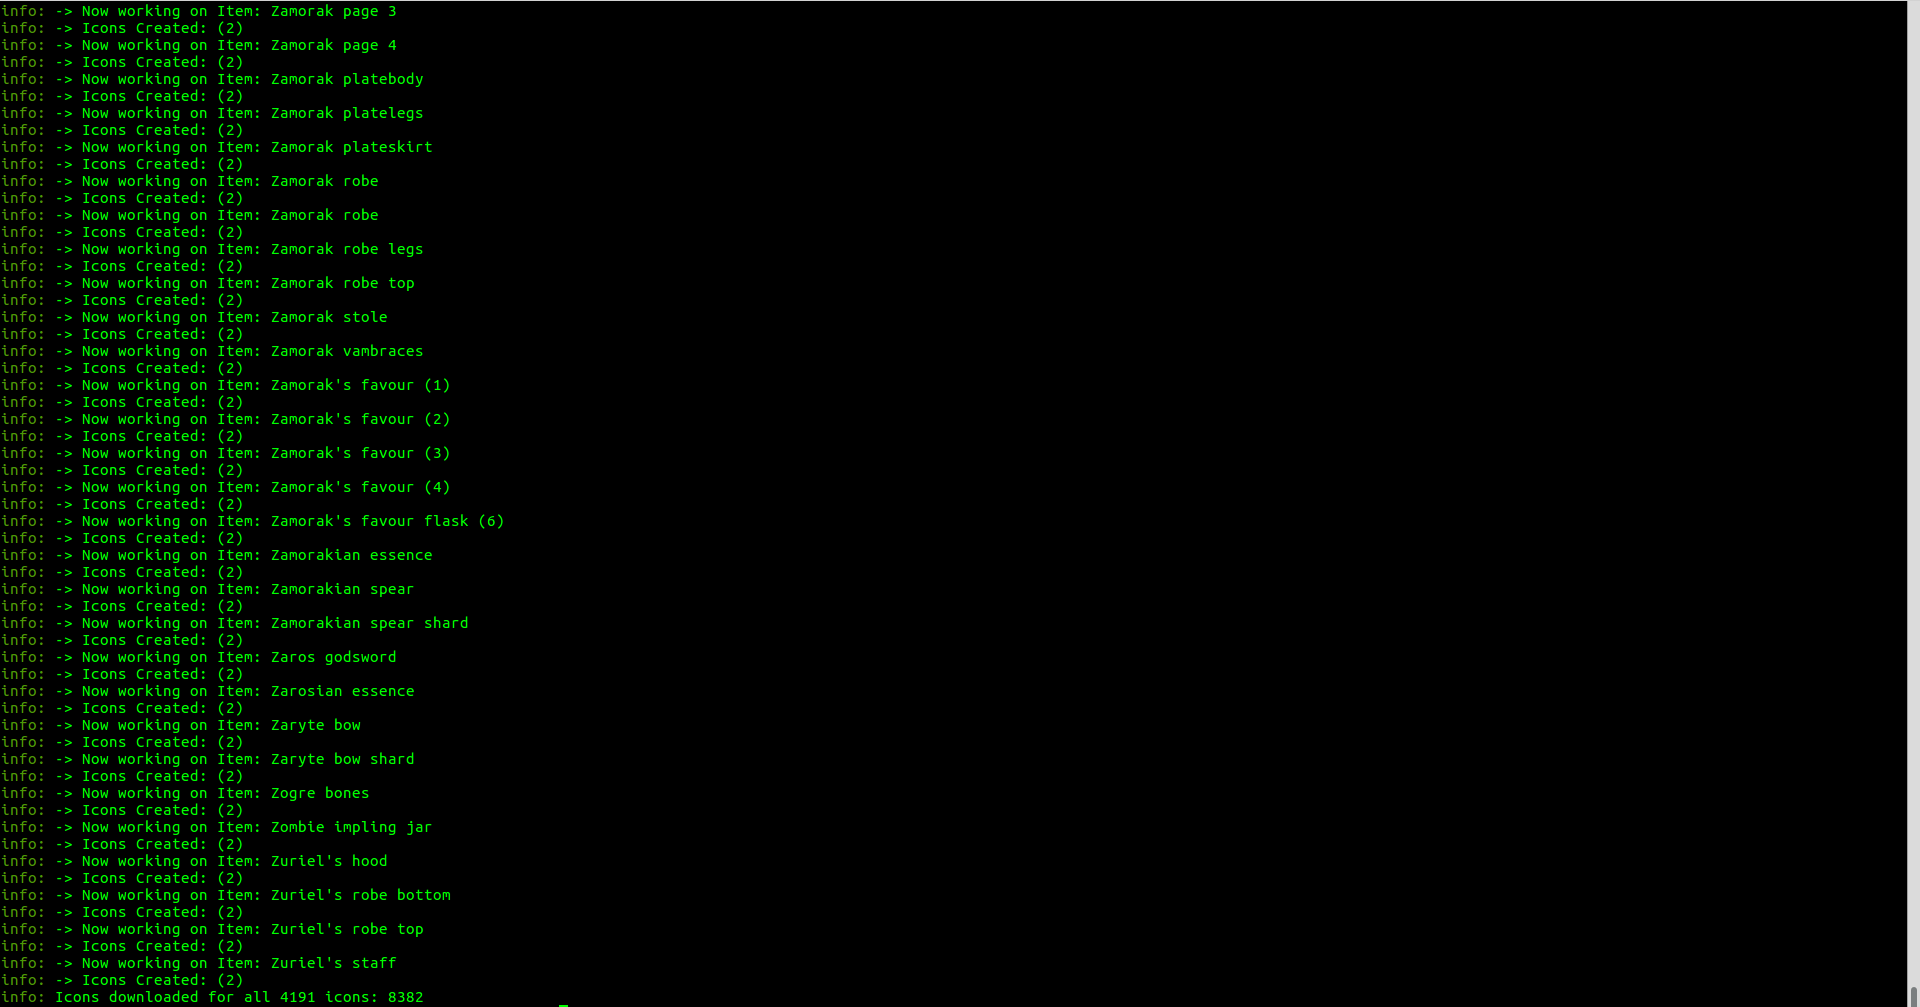 info: -> Now working on Item: Zamorak page 3
info: -> Icons Created: (2)
info: -> Now working on Item: Zamorak page 4
info: -> Icons Created: (2)
info: -> Now working on Item: Zamorak platebody
info: -> Icons Created: (2)
info: -> Now working on Item: Zamorak platelegs
info: -> Icons Created: (2)
info: -> Now working on Item: Zamorak plateskirt
info: -> Icons Created: (2)
info: -> Now working on Item: Zamorak robe
info: -> Icons Created: (2)
info: -> Now working on Item: Zamorak robe
info: -> Icons Created: (2)
info: -> Now working on Item: Zamorak robe legs
info: -> Icons Created: (2)
info: -> Now working on Item: Zamorak robe top
info: -> Icons Created: (2)
info: -> Now working on Item: Zamorak stole
info: -> Icons Created: (2)
info: -> Now working on Item: Zamorak vambraces
info: -> Icons Created: (2)
info: -> Now working on Item: Zamorak's favour (1)
info: -> Icons Created: (2)
info: -> Now working on Item: Zamorak's favour (2)
info: -> Icons Created: (2)
info: -> Now working on Item: Zamorak's favour (3)
info: -> Icons Created: (2)
info: -> Now working on Item: Zamorak's favour (4)
info: -> Icons Created: (2)
info: -> Now working on Item: Zamorak's favour flask (6)
info: -> Icons Created: (2)
info: -> Now working on Item: Zamorakian essence
info: -> Icons Created: (2)
info: -> Now working on Item: Zamorakian spear
info: -> Icons Created: (2)
info: -> Now working on Item: Zamorakian spear shard
info: -> Icons Created: (2)
info: -> Now working on Item: Zaros godsword
info: -> Icons Created: (2)
info: -> Now working on Item: Zarosian essence
info: -> Icons Created: (2)
info: -> Now working on Item: Zaryte bow
info: -> Icons Created: (2)
info: -> Now working on Item: Zaryte bow shard
info: -> Icons Created: (2)
info: -> Now working on Item: Zogre bones
info: -> Icons Created: (2)
info: -> Now working on Item: Zombie impling jar
info: -> Icons Created: (2)
info: -> Now working on Item: Zuriel's hood
info: -> Icons Created: (2)
info: -> Now working on Item: Zuriel's robe bottom
info: -> Icons Created: (2)
info: -> Now working on Item: Zuriel's robe top
info: -> Icons Created: (2)
info: -> Now working on Item: Zuriel's staff
info: -> Icons Created: (2)
info: Icons downloaded for all 4191 icons: 8382